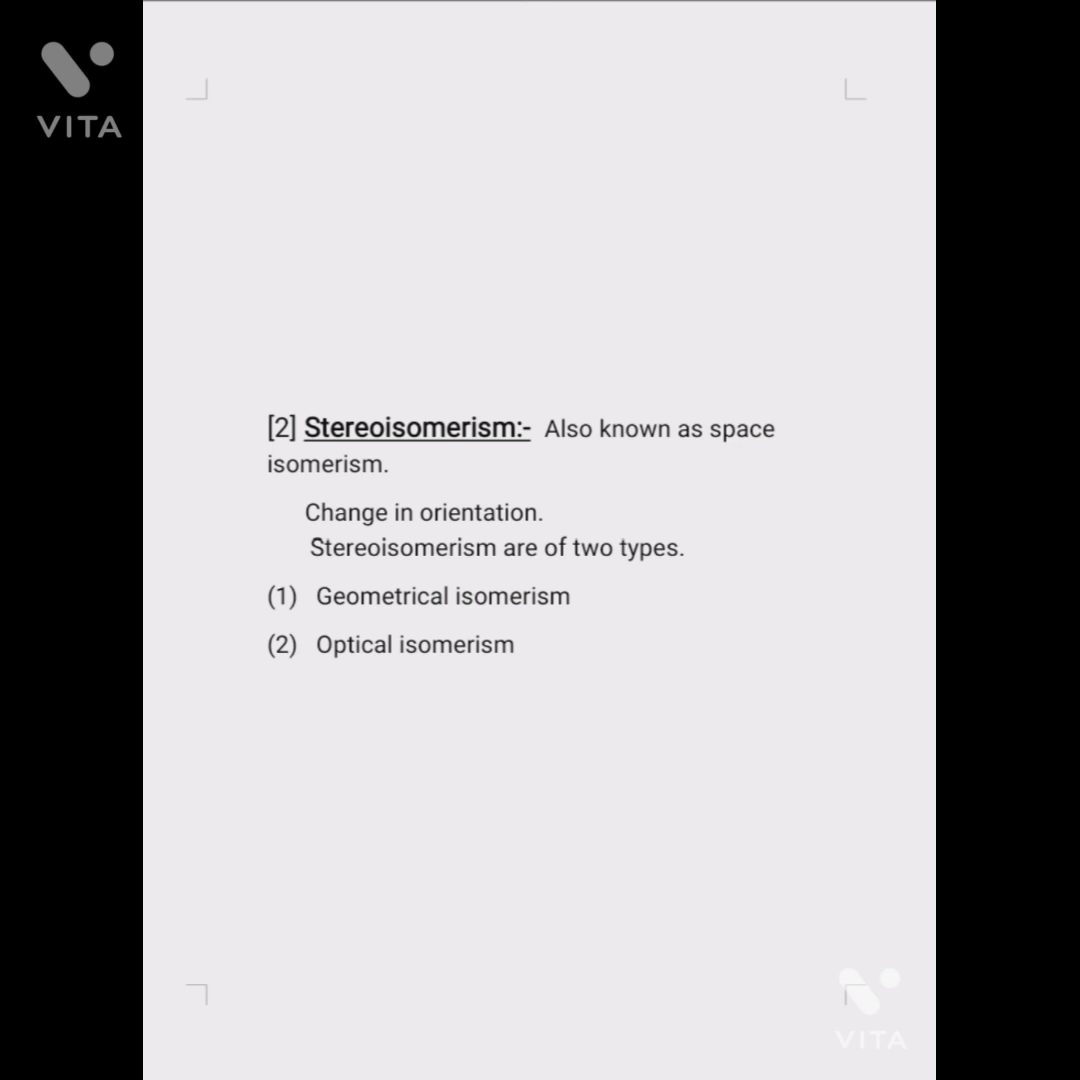 VITA
[2] Stereoisomerism:- Also known as space
isomerism.
Change in orientation.
Stereoisomerism are of two types.
(1) Geometrical isomerism
(2) Optical isomerism
VITA